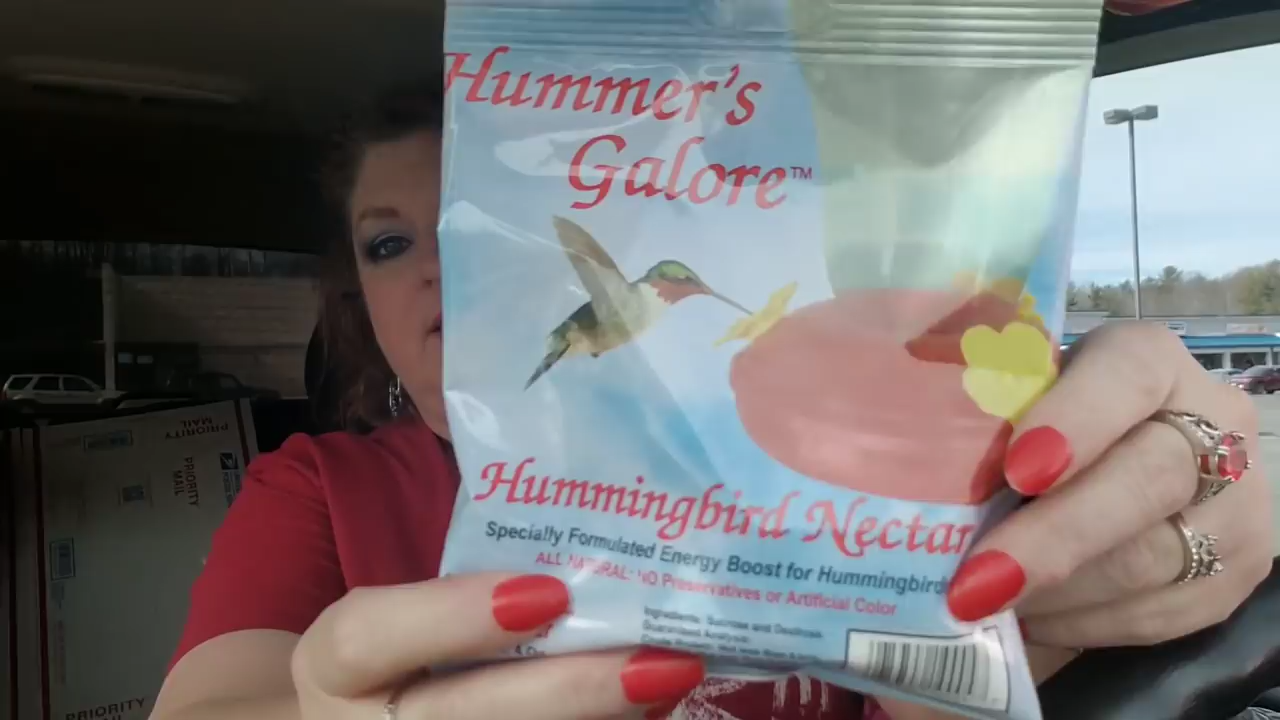 Hummer's
Galore™
Hummingbird Nectar
Specially Formulated Energy Boost for Hummingbird
ALL NATURAL: NO Preservatives or Artificial Color
Ingredients: Sucrose and Dextrose
Guaranteed Analysis:
PRIORITY
MAIL
PRIORITY
MAIL
PRIORITY